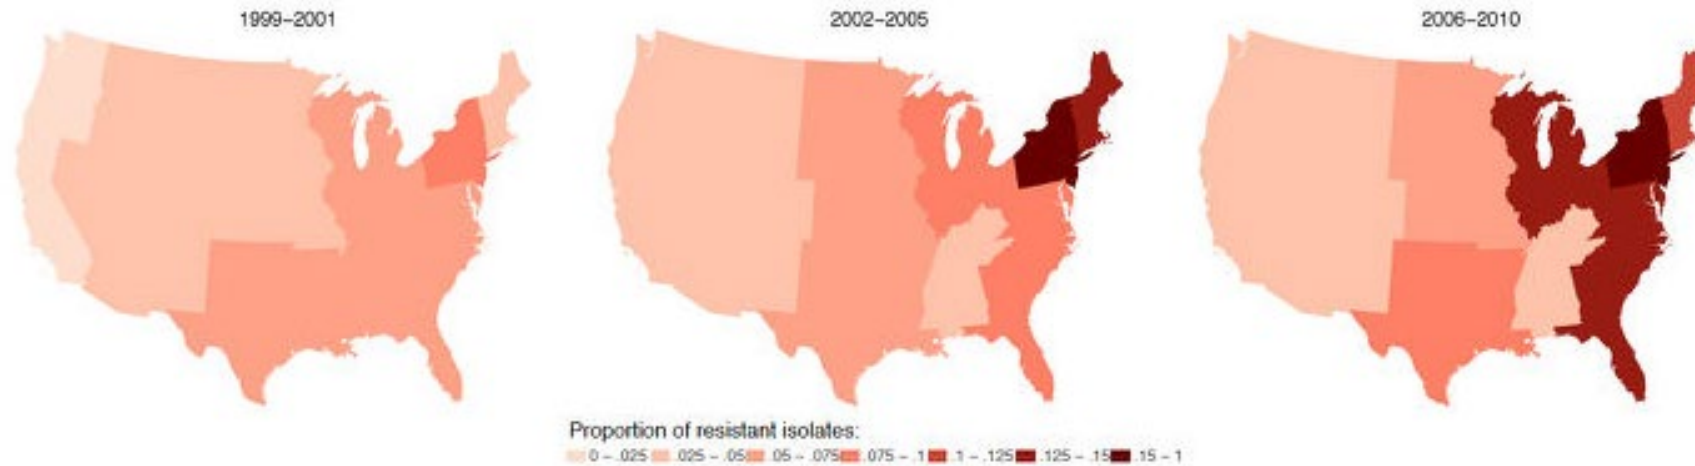 1999–2001
2002–2005
2006–2010
Proportion of resistant isolates:
0 – .025 .025 – .05 .05 – .075 .075 – .1 .1 – .125 .125 – .15 .15 – 1